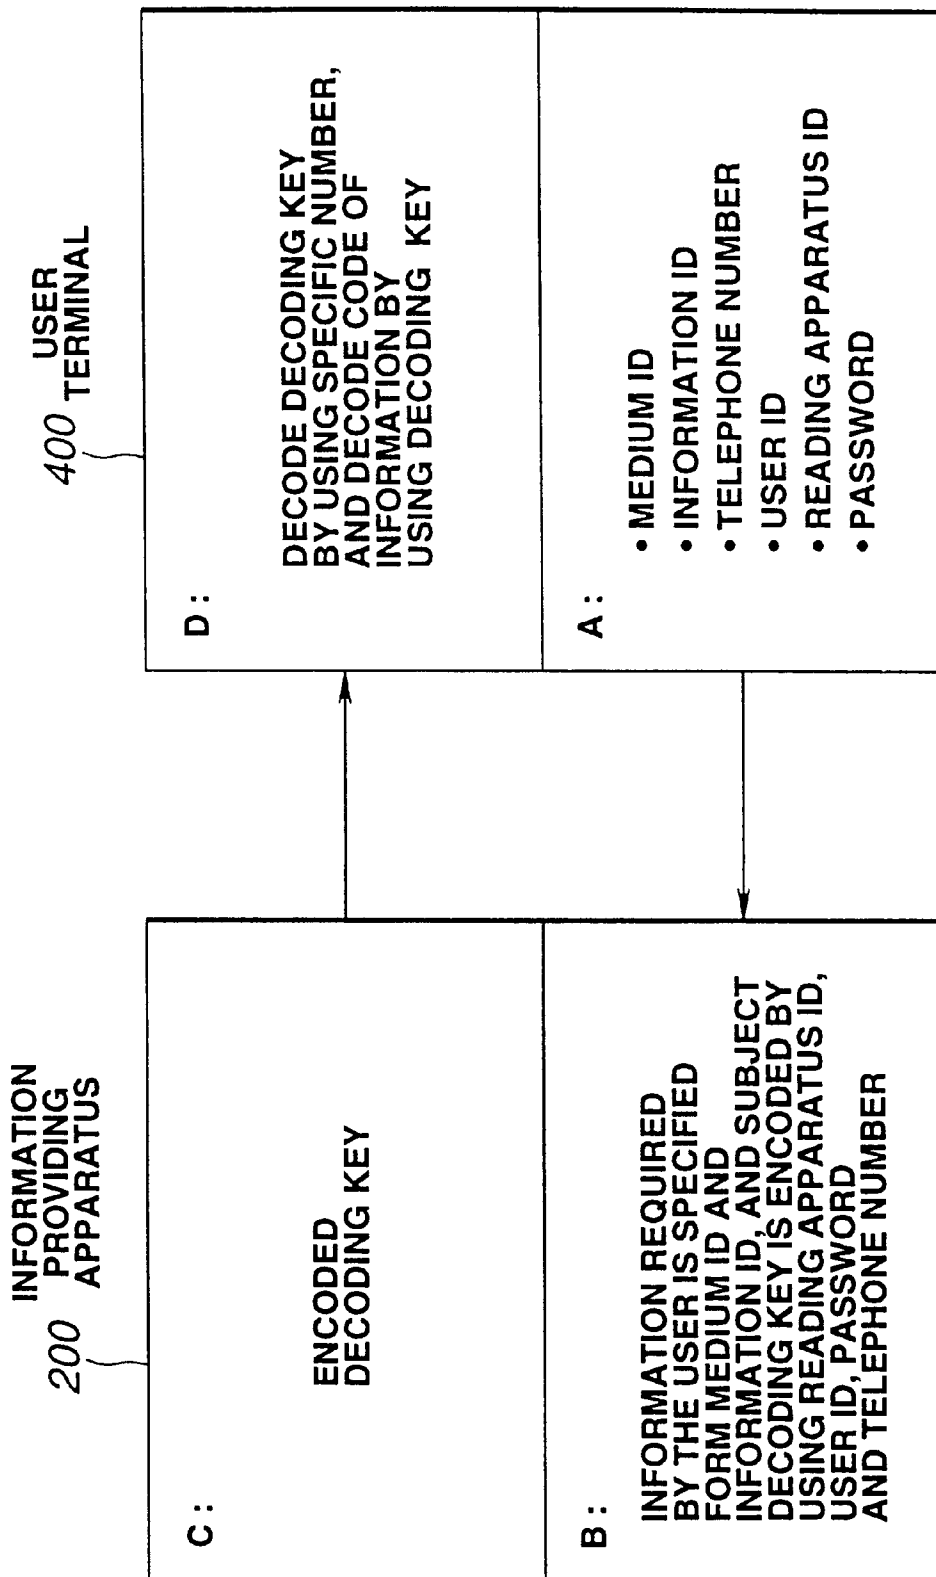 INFORMATION
PROVIDING
APPARATUS
200
C :
ENCODED
DECODING KEY
B :
INFORMATION REQUIRED
BY THE USER IS SPECIFIED
FORM MEDIUM ID AND
INFORMATION ID, AND SUBJECT
DECODING KEY IS ENCODED BY
USING READING APPARATUS ID,
USER ID, PASSWORD
AND TELEPHONE NUMBER
USER
TERMINAL
400
D :
DECODE DECODING KEY
BY USING SPECIFIC NUMBER,
AND DECODE CODE OF
INFORMATION BY
USING DECODING KEY
A :
• MEDIUM ID
• INFORMATION ID
• TELEPHONE NUMBER
• USER ID
• READING APPARATUS ID
• PASSWORD